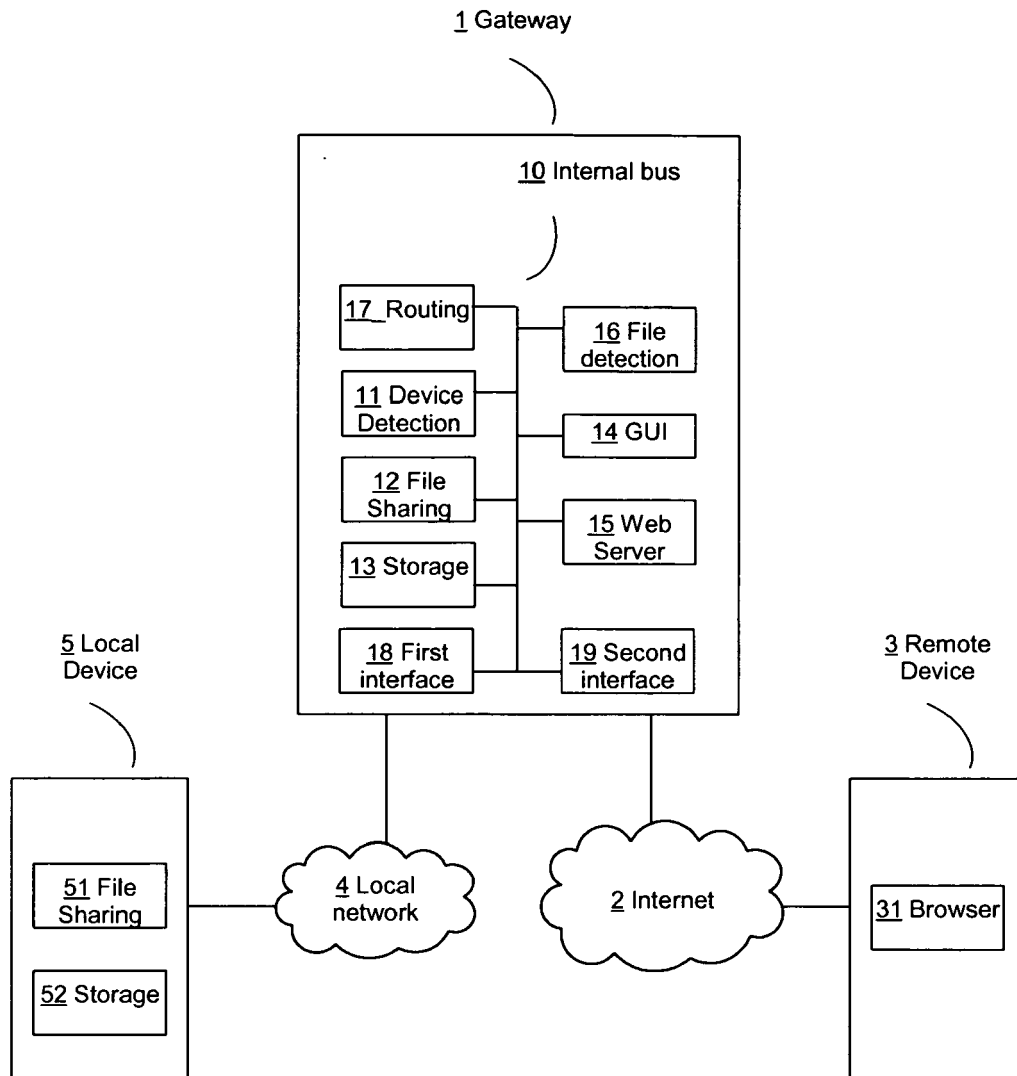 1 Gateway
10 Internal bus
17_Routing
16 File
detection
11 Device
Detection
14 GUI
12 File
Sharing
15 Web
Server
13 Storage
18 First
interface
19 Second
interface
5 Local
Device
3 Remote
Device
51 File
Sharing
52 Storage
4 Local
network
2 Internet
31 Browser